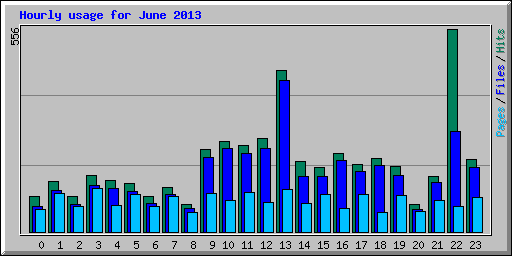 Hourly usage for June 2013
556
Pages / Files / Hits
0 1 2 3 4 5 6 7 8 9 10 11 12 13 14 15 16 17 18 19 20 21 22 23